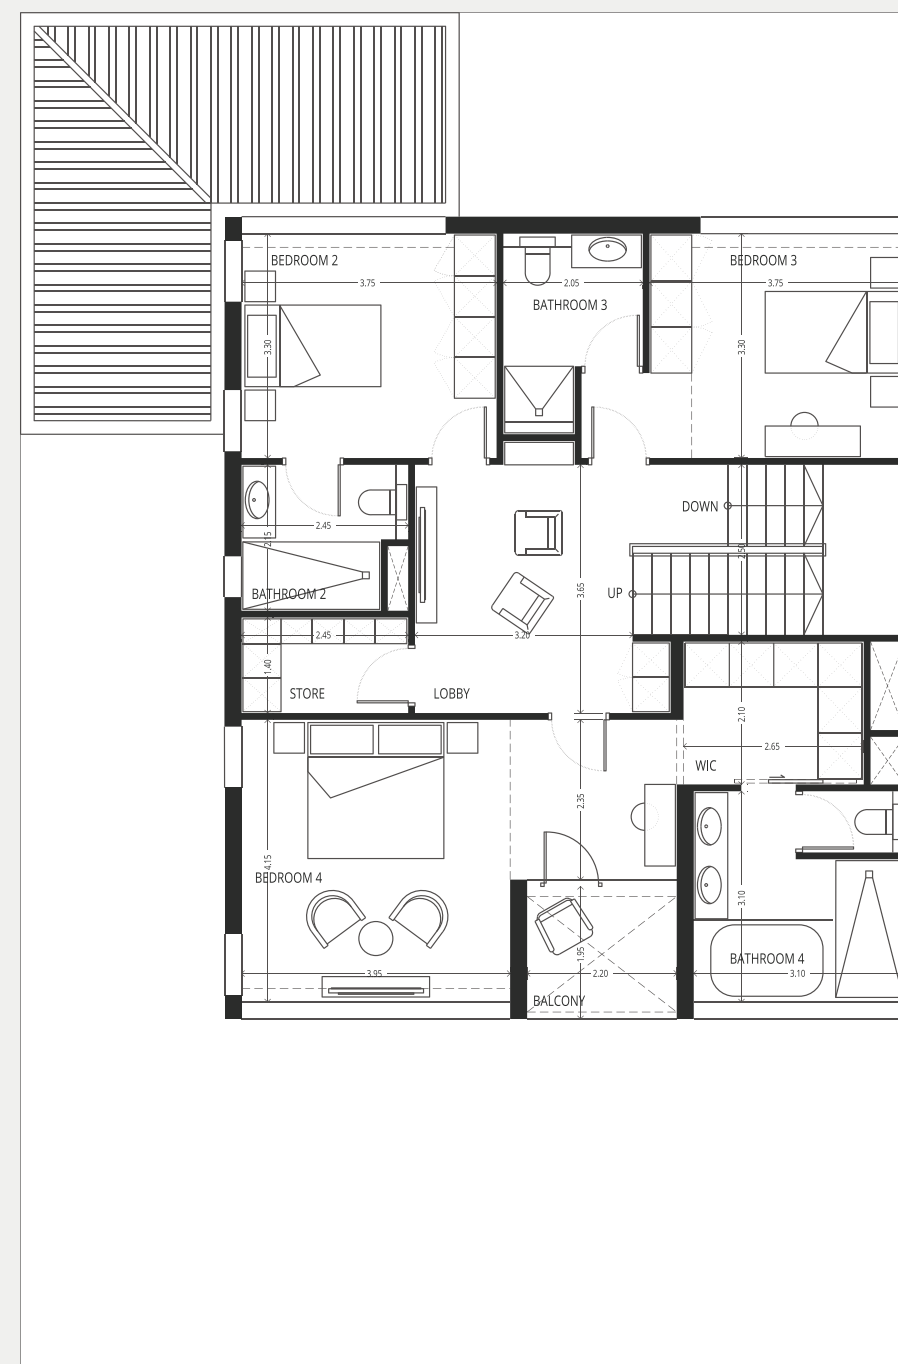 BEDROOM 2
BEDROOM 3
3.75
2.05
3.75
BATHROOM 3
3.30
3.30
DOWN
2.45
2.15
2.50
3.65
UP
BATHROOM 2
2.45
3.20
1.40
STORE
LOBBY
2.10
2.65
WIC
2.35
4.15
BEDROOM 4
3.10
1.95
BATHROOM 4
3.95
2.20
3.10
BALCONY